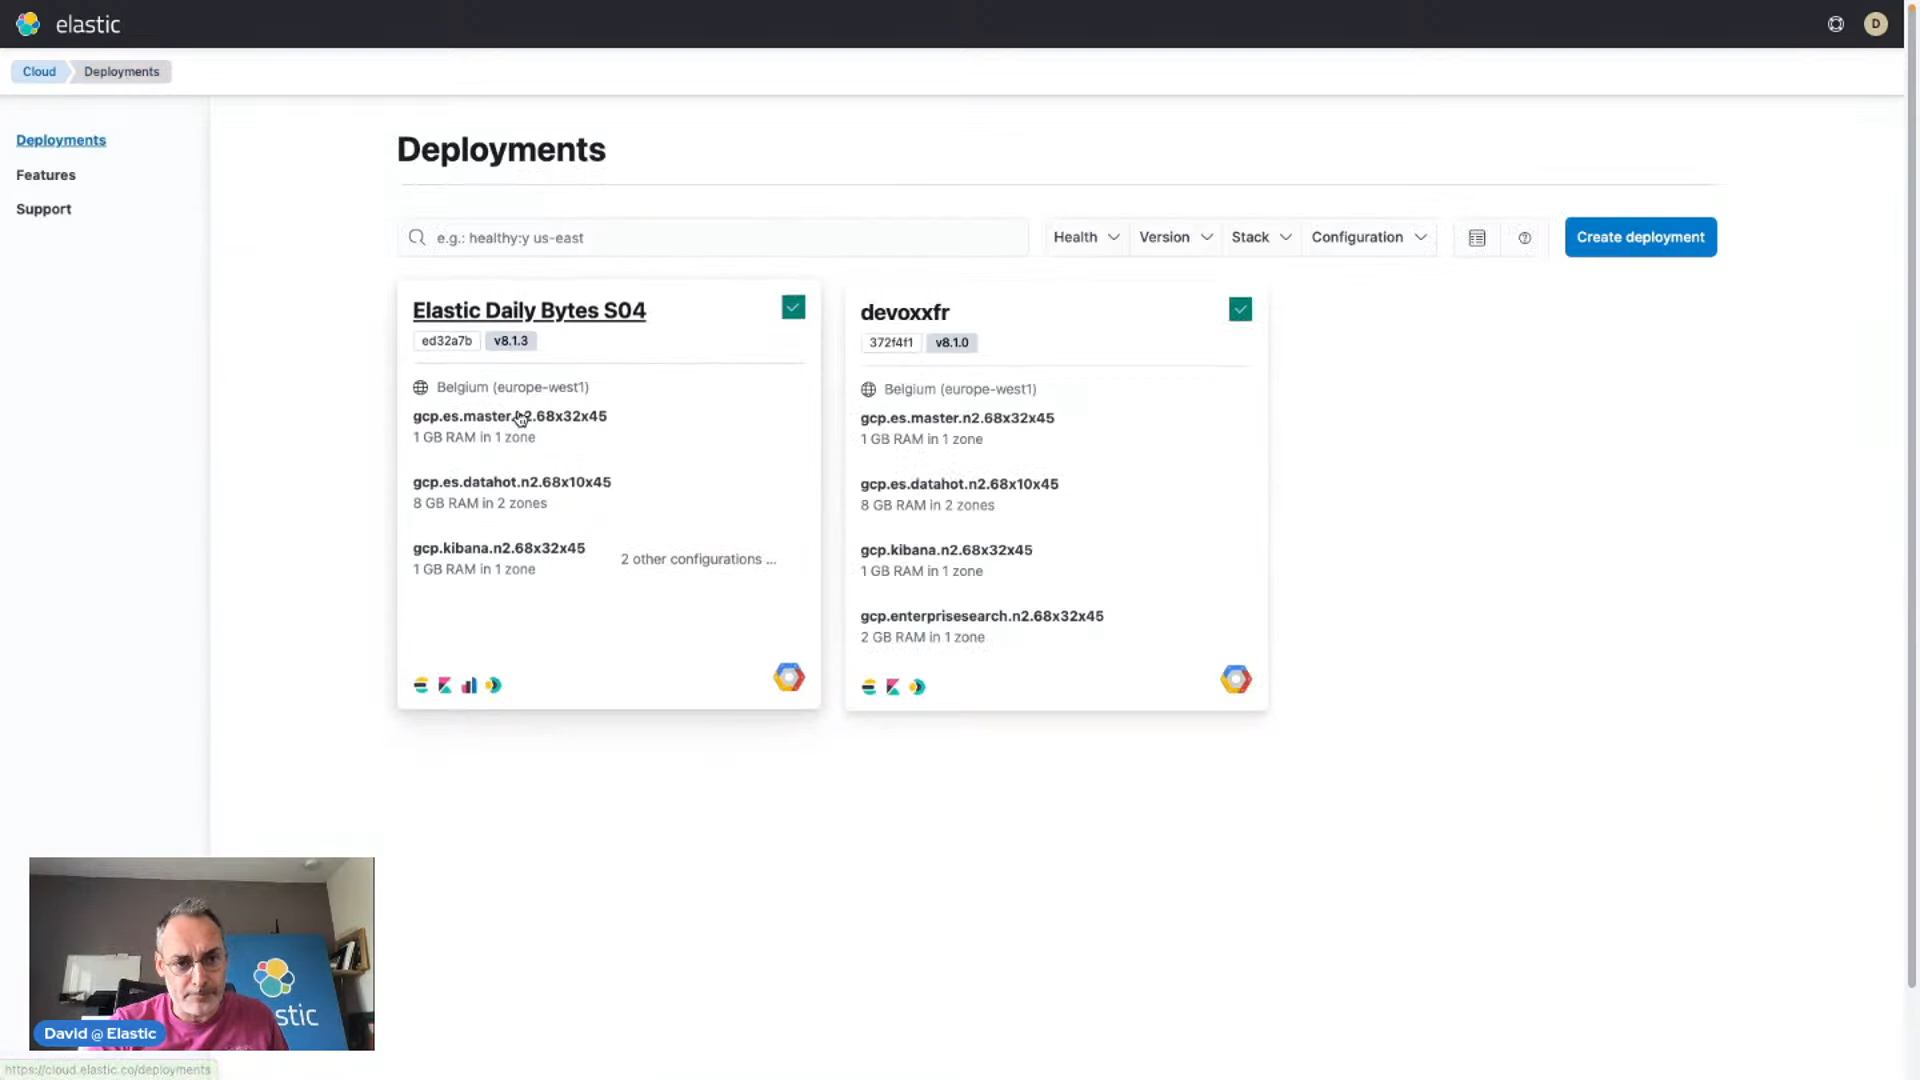 elastic
D
Cloud
Deployments
Deployments
Features
Support
Deployments
e.g.: healthy:y us-east
Health
Version
Stack
Configuration
Create deployment
Elastic Daily Bytes S04
ed32a7b
v8.1.3
Belgium (europe-west1)
gcp.es.master.n2.68x32x45
1 GB RAM in 1 zone
gcp.es.datahot.n2.68x10x45
8 GB RAM in 2 zones
gcp.kibana.n2.68x32x45
1 GB RAM in 1 zone
2 other configurations ...
devoxxfr
372f4f1
v8.1.0
Belgium (europe-west1)
gcp.es.master.n2.68x32x45
1 GB RAM in 1 zone
gcp.es.datahot.n2.68x10x45
8 GB RAM in 2 zones
gcp.kibana.n2.68x32x45
1 GB RAM in 1 zone
gcp.enterprisesearch.n2.68x32x45
2 GB RAM in 1 zone
stic
David @ Elastic
https://cloud.elastic.co/deployments